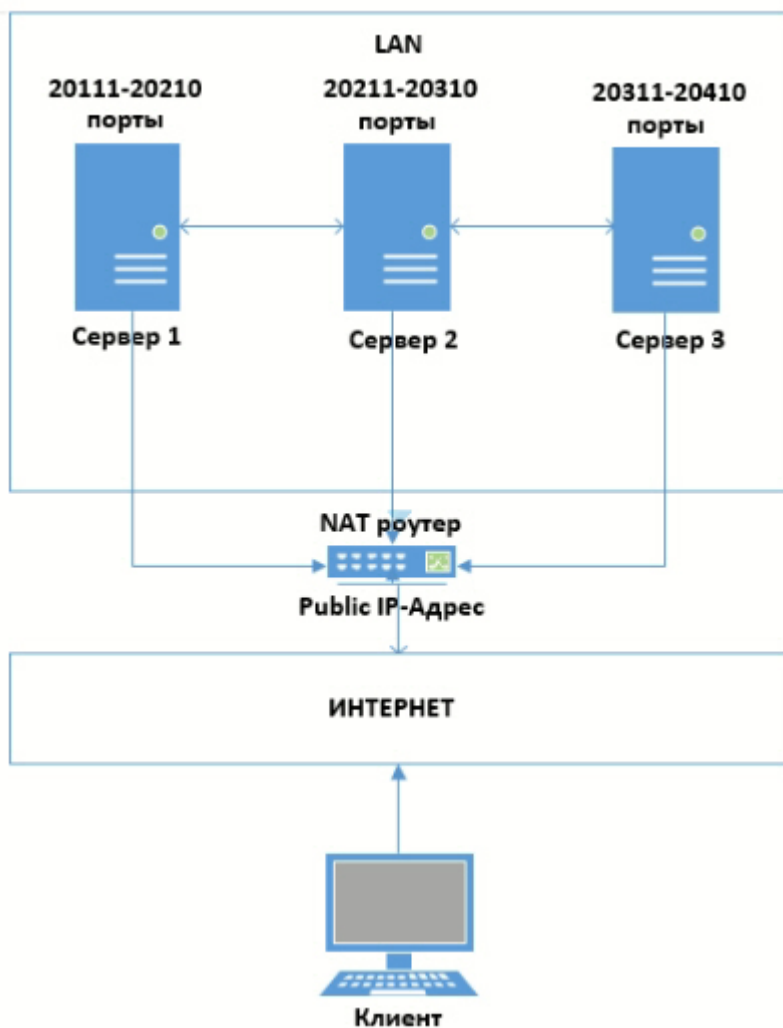 LAN
20111-20210
порты
20211-20310
порты
20311-20410
порты
Сервер 1
Сервер 2
Сервер 3
NAT роутер
Public IP-Адрес
ИНТЕРНЕТ
Клиент